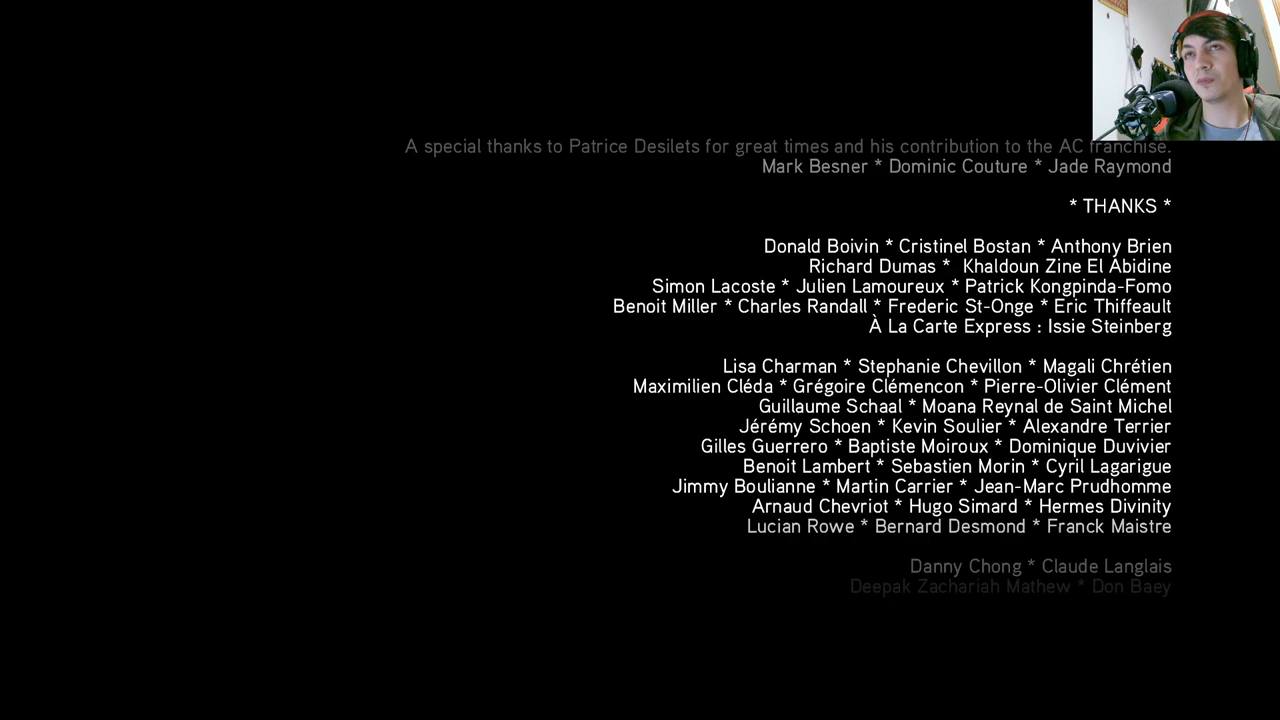 A special thanks to Patrice Desilets for great times and his contribution to the AC franchise.
Mark Besner * Dominic Couture * Jade Raymond
* THANKS *
Donald Boivin * Cristinel Bostan * Anthony Brien
Richard Dumas * Khaldoun Zine El Abidine
Simon Lacoste * Julien Lamoureux * Patrick Kongpinda-Fomo
Benoit Miller * Charles Randall * Frederic St-Onge * Eric Thiffeault
À La Carte Express : Issie Steinberg
Lisa Charman * Stephanie Chevillon * Magali Chrétien
Maximilien Cléda * Grégoire Clémencon * Pierre-Olivier Clément
Guillaume Schaal * Moana Reynal de Saint Michel
Jérémy Schoen * Kevin Soulier * Alexandre Terrier
Gilles Guerrero * Baptiste Moiroux * Dominique Duvivier
Benoit Lambert * Sebastien Morin * Cyril Lagarigue
Jimmy Boulianne * Martin Carrier * Jean-Marc Prudhomme
Arnaud Chevriot * Hugo Simard * Hermes Divinity
Lucian Rowe * Bernard Desmond * Franck Maistre
Danny Chong * Claude Langlais
Deepak Zachariah Mathew * Don Baey